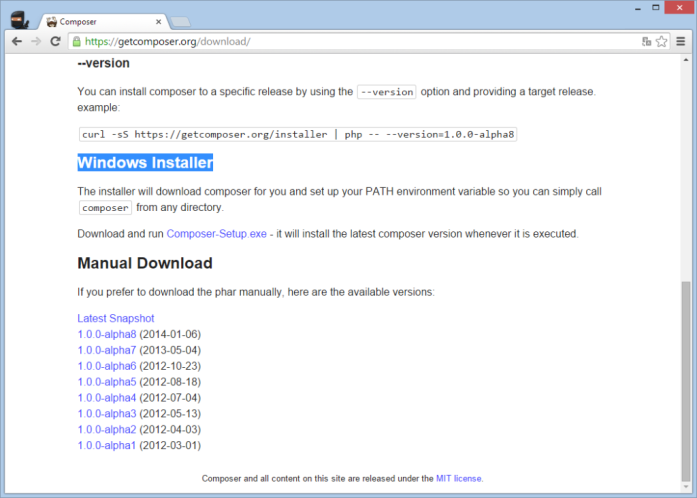 Composer
https://getcomposer.org/download/
--version
You can install composer to a specific release by using the --version option and providing a target release.
example:
curl -sS https://getcomposer.org/installer | php -- --version=1.0.0-alpha8
Windows Installer
The installer will download composer for you and set up your PATH environment variable so you can simply call
composer from any directory.
Download and run Composer-Setup.exe - it will install the latest composer version whenever it is executed.
Manual Download
If you prefer to download the phar manually, here are the available versions:
Latest Snapshot
1.0.0-alpha8 (2014-01-06)
1.0.0-alpha7 (2013-05-04)
1.0.0-alpha6 (2012-10-23)
1.0.0-alpha5 (2012-08-18)
1.0.0-alpha4 (2012-07-04)
1.0.0-alpha3 (2012-05-13)
1.0.0-alpha2 (2012-04-03)
1.0.0-alpha1 (2012-03-01)
Composer and all content on this site are released under the MIT license.